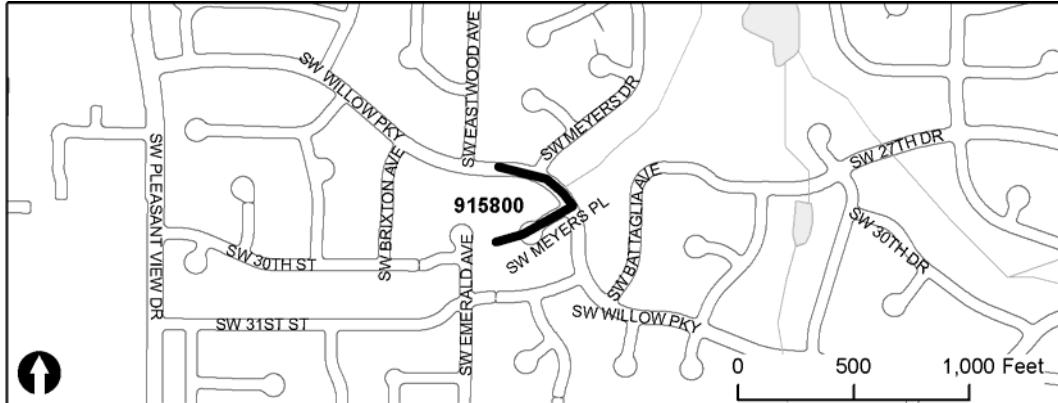 SW WILLOW PKY
SW EASTWOOD AVE
SW MEYERS DR
SW 27TH DR
SW PLEASANT VIEW DR
SW BRIXTON AVE
915800
SW MEYERS PL
SW BATTAGLIA AVE
SW 30TH DR
SW 30TH ST
SW EMERALD AVE
SW 31ST ST
SW WILLOW PKY
0 500 1,000 Feet